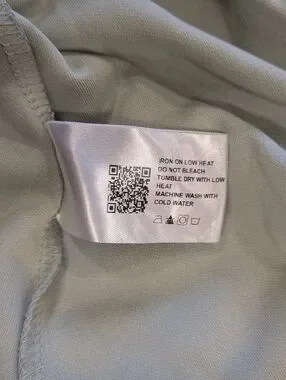 IRON ON LOW HEAT
DO NOT BLEACH
TUMBLE DRY WITH LOW
HEAT
MACHINE WASH WITH
COLD WATER